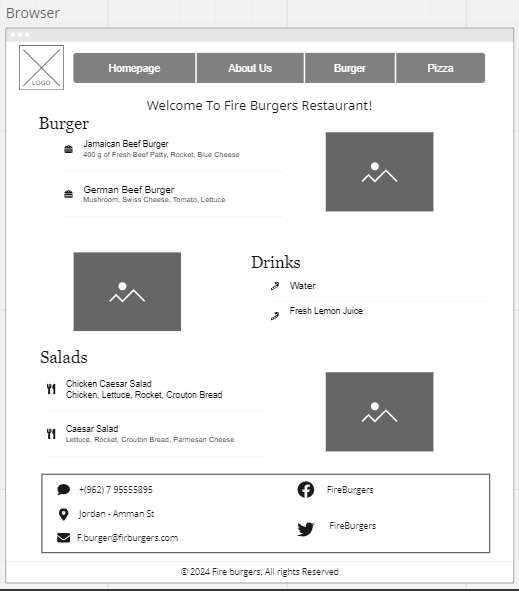 Browser
LOGO
Homepage
About Us
Burger
Pizza
Welcome To Fire Burgers Restaurant!
Burger
Jamaican Beef Burger
400 g of Fresh Beef Patty, Rocket, Blue Cheese
German Beef Burger
Mushroom, Swiss Cheese, Tomato, Lettuce
Drinks
Water
Fresh Lemon Juice
Salads
Chicken Caesar Salad
Chicken, Lettuce, Rocket, Crouton Bread
Caesar Salad
Lettuce, Rocket, Crouton Bread, Parmesan Cheese
+(962) 7 95555895
FireBurgers
Jordan - Amman St
FireBurgers
F.burger@firburgers.com
© 2024 Fire burgers, All rights Reserved